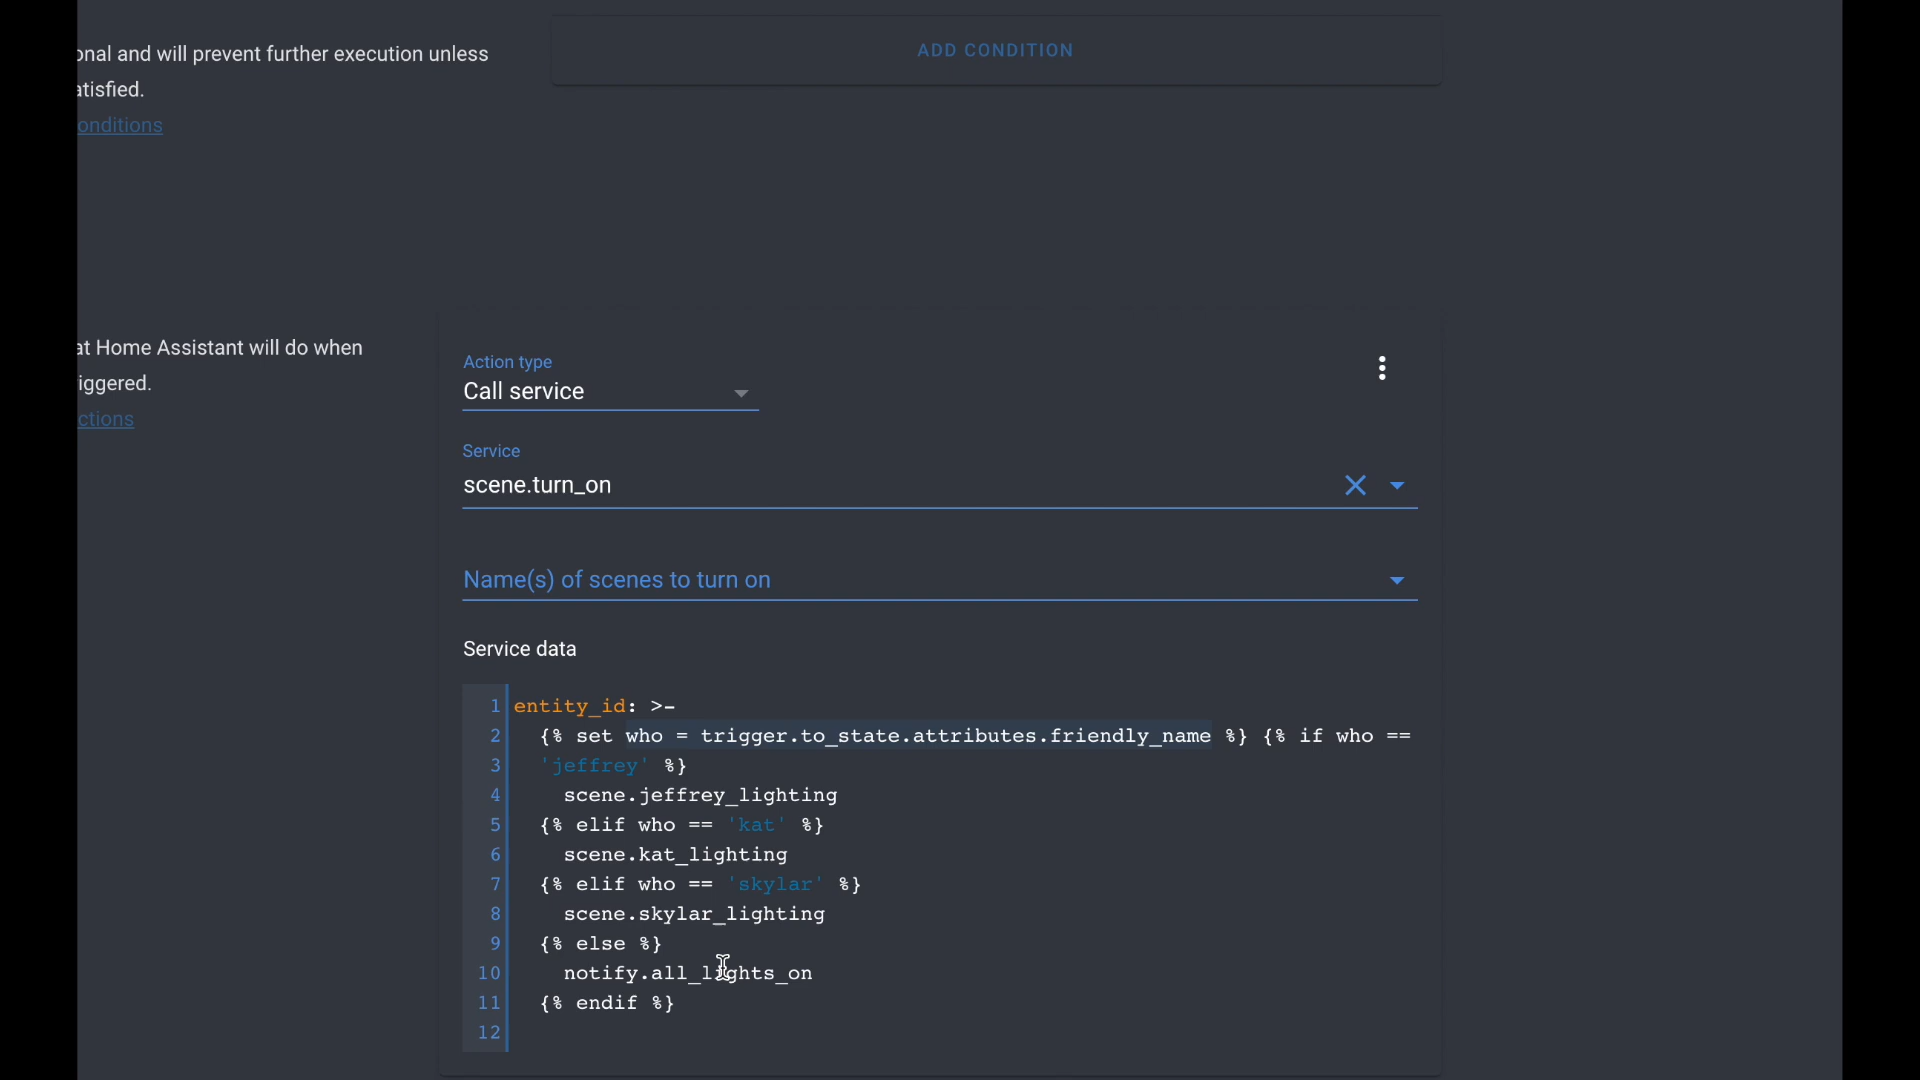 onal and will prevent further execution unless
atisfied.
onditions
ADD CONDITION
at Home Assistant will do when
iggered.
ctions
Action type
Call service
Service
scene.turn_on
Name(s) of scenes to turn on
Service data
1 entity_id: >-
2 {% set who = trigger.to_state.attributes.friendly_name %} {% if who ==
3 'jeffrey' %}
4 scene.jeffrey_lighting
5 {% elif who == 'kat' %}
6 scene.kat_lighting
7 {% elif who == 'skylar' %}
8 scene.skylar_lighting
9 {% else %}
10 notify.all_lights_on
11 {% endif %}
12